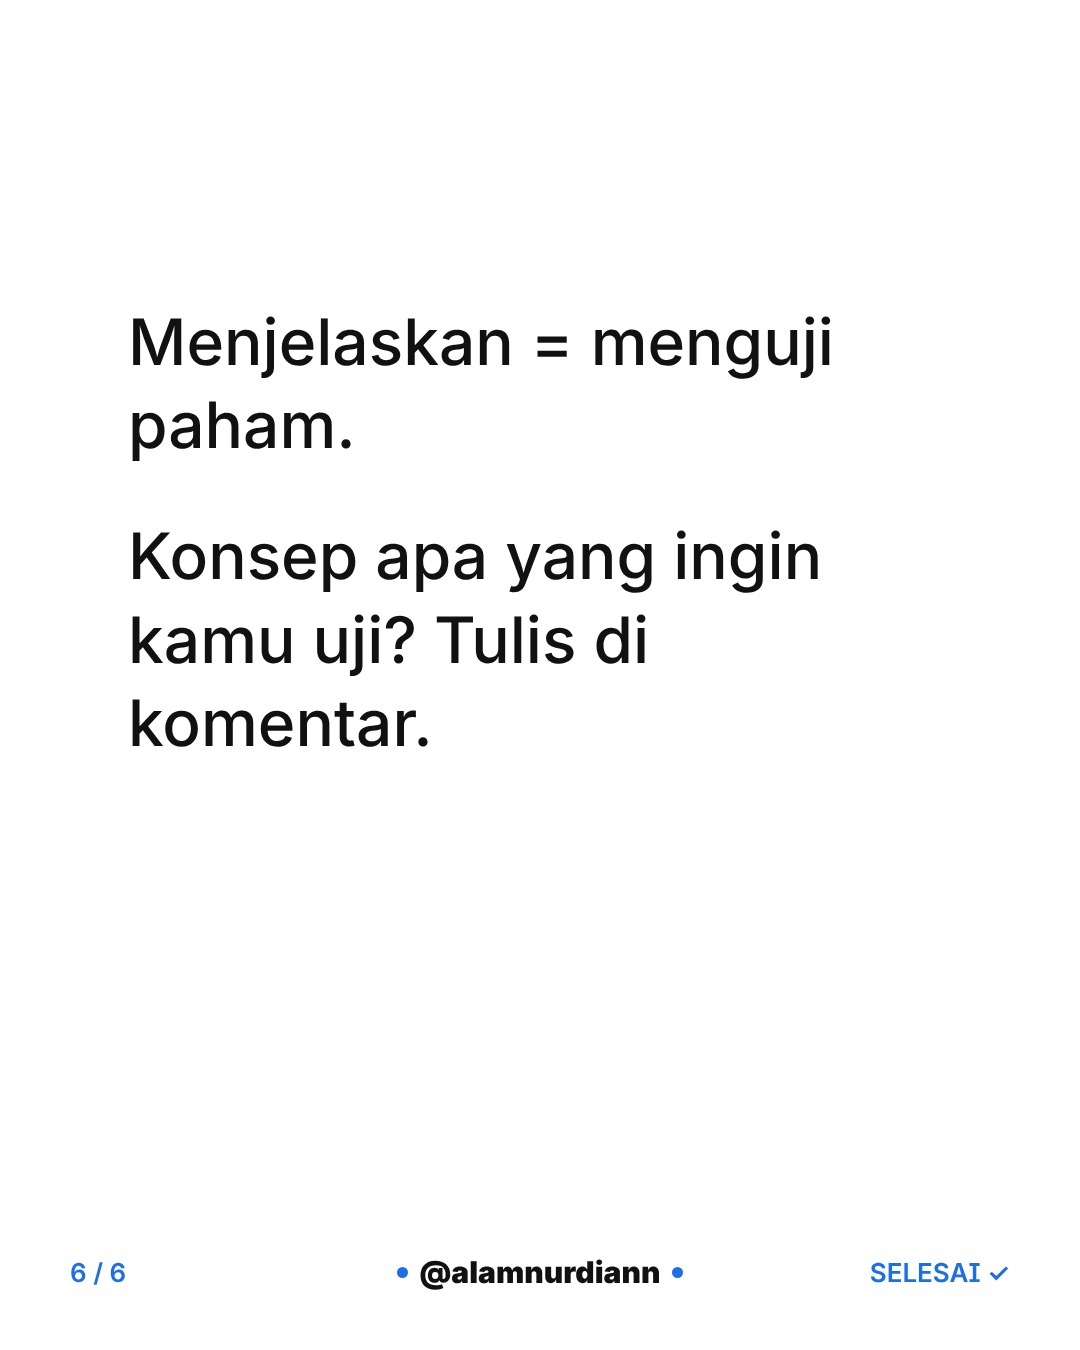 Menjelaskan = menguji
paham.
Konsep apa yang ingin
kamu uji? Tulis di
komentar.
6 / 6
• @alamnurdiann •
SELESAI ✓